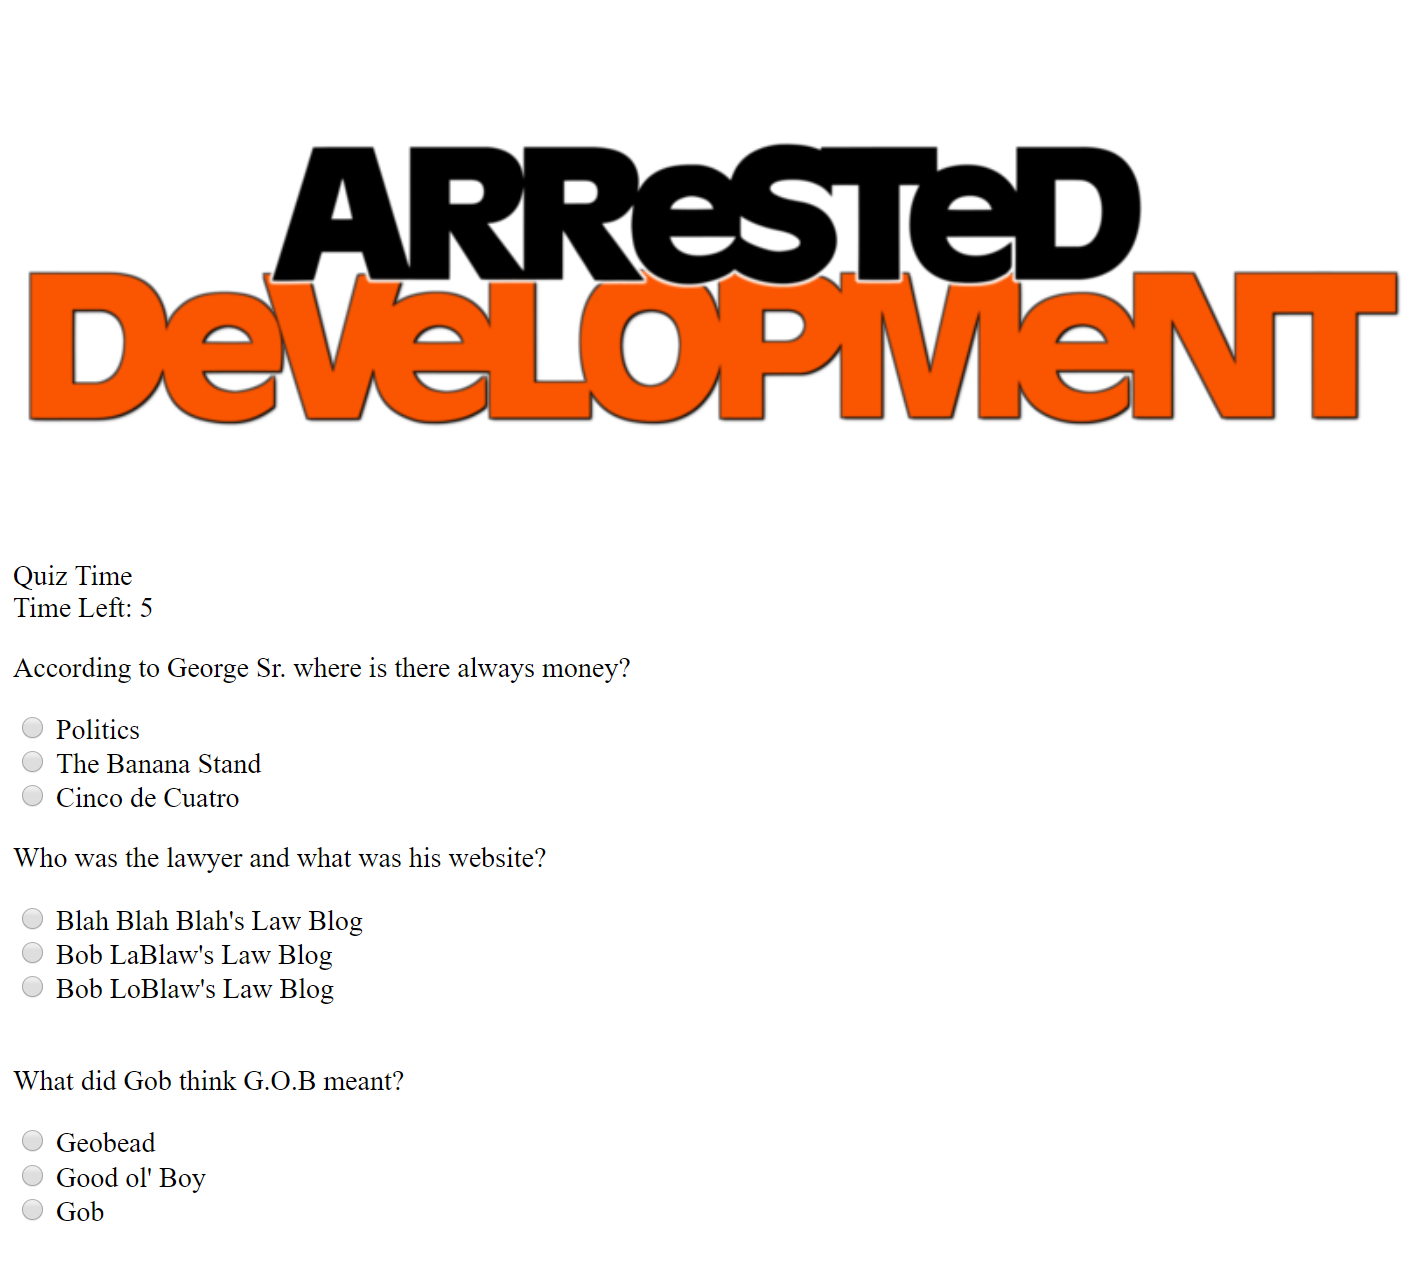 ARReSTeD
DeVeLOPMeNT
Quiz Time
Time Left: 5
According to George Sr. where is there always money?
Politics
The Banana Stand
Cinco de Cuatro
Who was the lawyer and what was his website?
Blah Blah Blah's Law Blog
Bob LaBlaw's Law Blog
Bob LoBlaw's Law Blog
What did Gob think G.O.B meant?
Geobead
Good ol' Boy
Gob